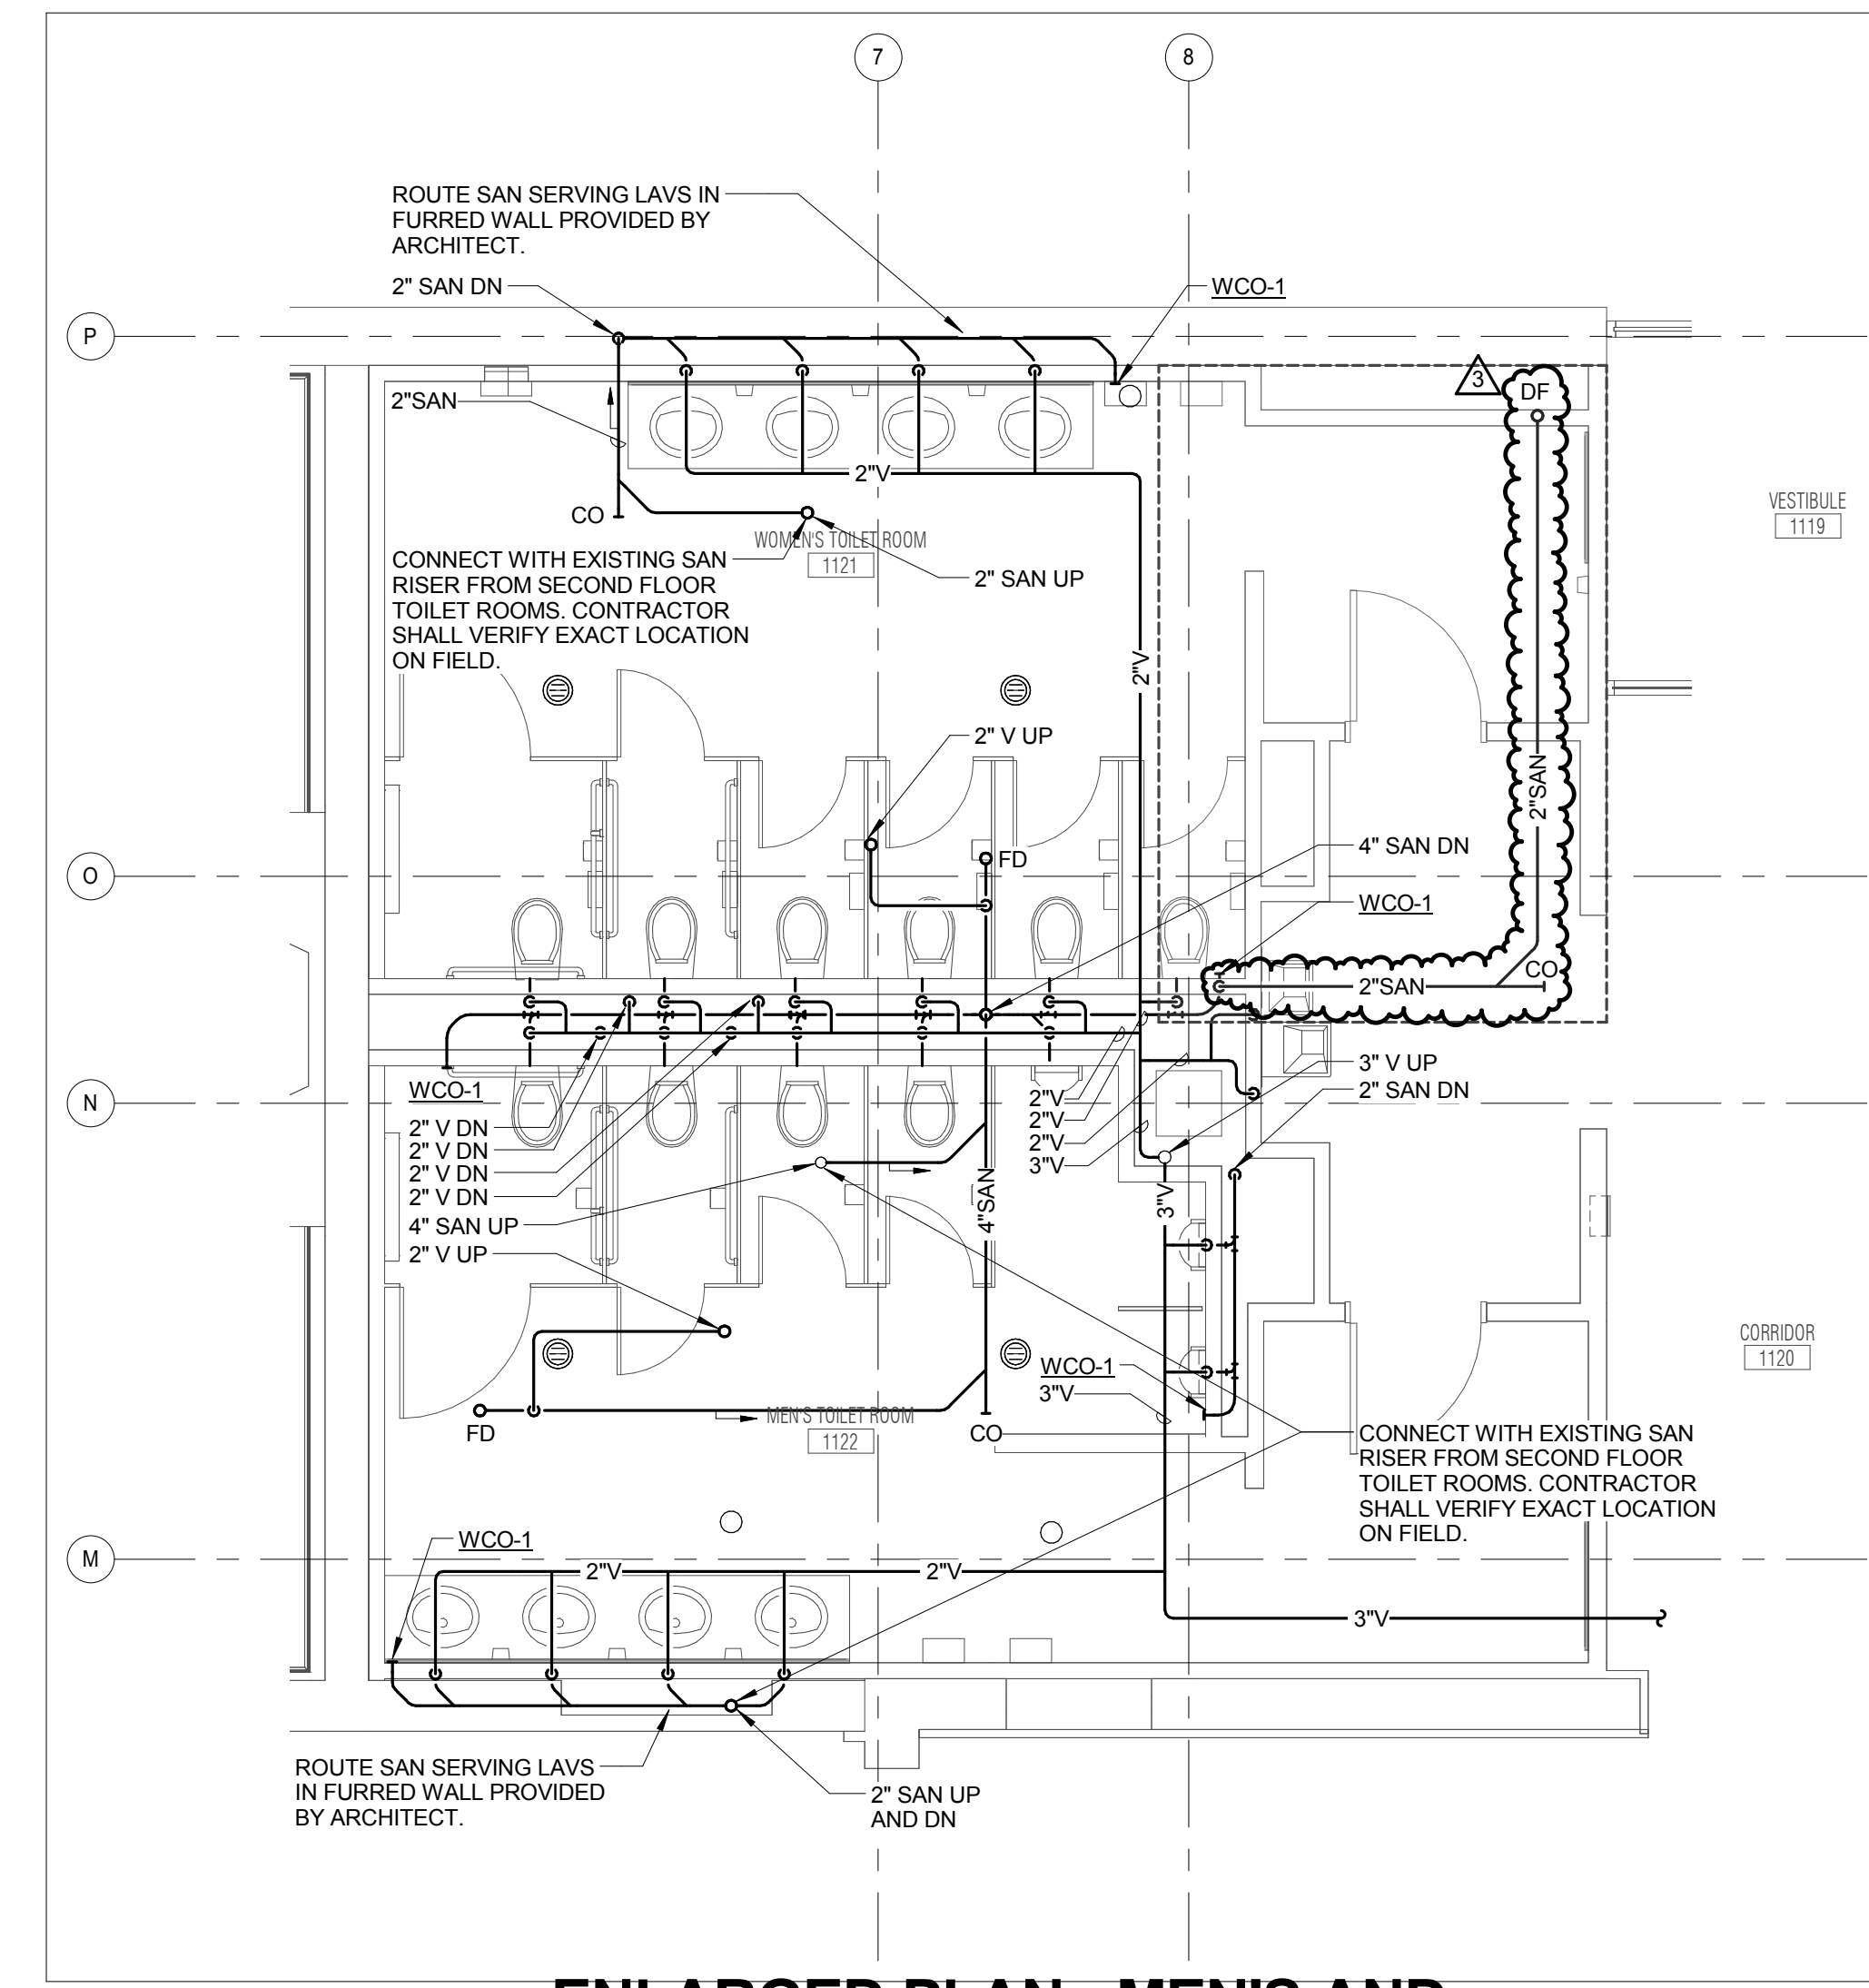 7
8
ROUTE SAN SERVING LAVS IN
FURRED WALL PROVIDED BY
ARCHITECT.
2" SAN DN
WCO-1
P
3
DF
2"SAN
2"V
VESTIBULE
1119
CO
WOMEN'S TOILET ROOM
1121
CONNECT WITH EXISTING SAN
RISER FROM SECOND FLOOR
TOILET ROOMS. CONTRACTOR
SHALL VERIFY EXACT LOCATION
ON FIELD.
2" SAN UP
2"V
2" V UP
2"SAN
4" SAN DN
FD
O
WCO-1
CO
2"SAN
WCO-1
3" V UP
2" SAN DN
N
2"V
2"V
2"V
3"V
2" V DN
2" V DN
2" V DN
2" V DN
4" SAN UP
2" V UP
4"SAN
3"V
CORRIDOR
1120
WCO-1
3"V
MEN'S TOILET ROOM
1122
FD
CO
CONNECT WITH EXISTING SAN
RISER FROM SECOND FLOOR
TOILET ROOMS. CONTRACTOR
SHALL VERIFY EXACT LOCATION
ON FIELD.
WCO-1
M
2"V
2"V
3"V
ROUTE SAN SERVING LAVS
IN FURRED WALL PROVIDED
BY ARCHITECT.
2" SAN UP
AND DN
ENLARGED PLAN - MEN'S AND